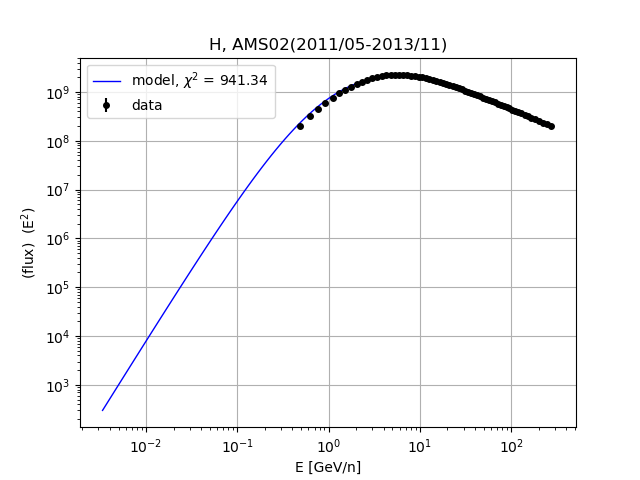 H, AMS02(2011/05-2013/11)
model, χ² = 941.34
data
10⁹
10⁸
10⁷
10⁶
10⁵
10⁴
10³
(flux) (E²)
10⁻²
10⁻¹
10⁰
10¹
10²
E [GeV/n]